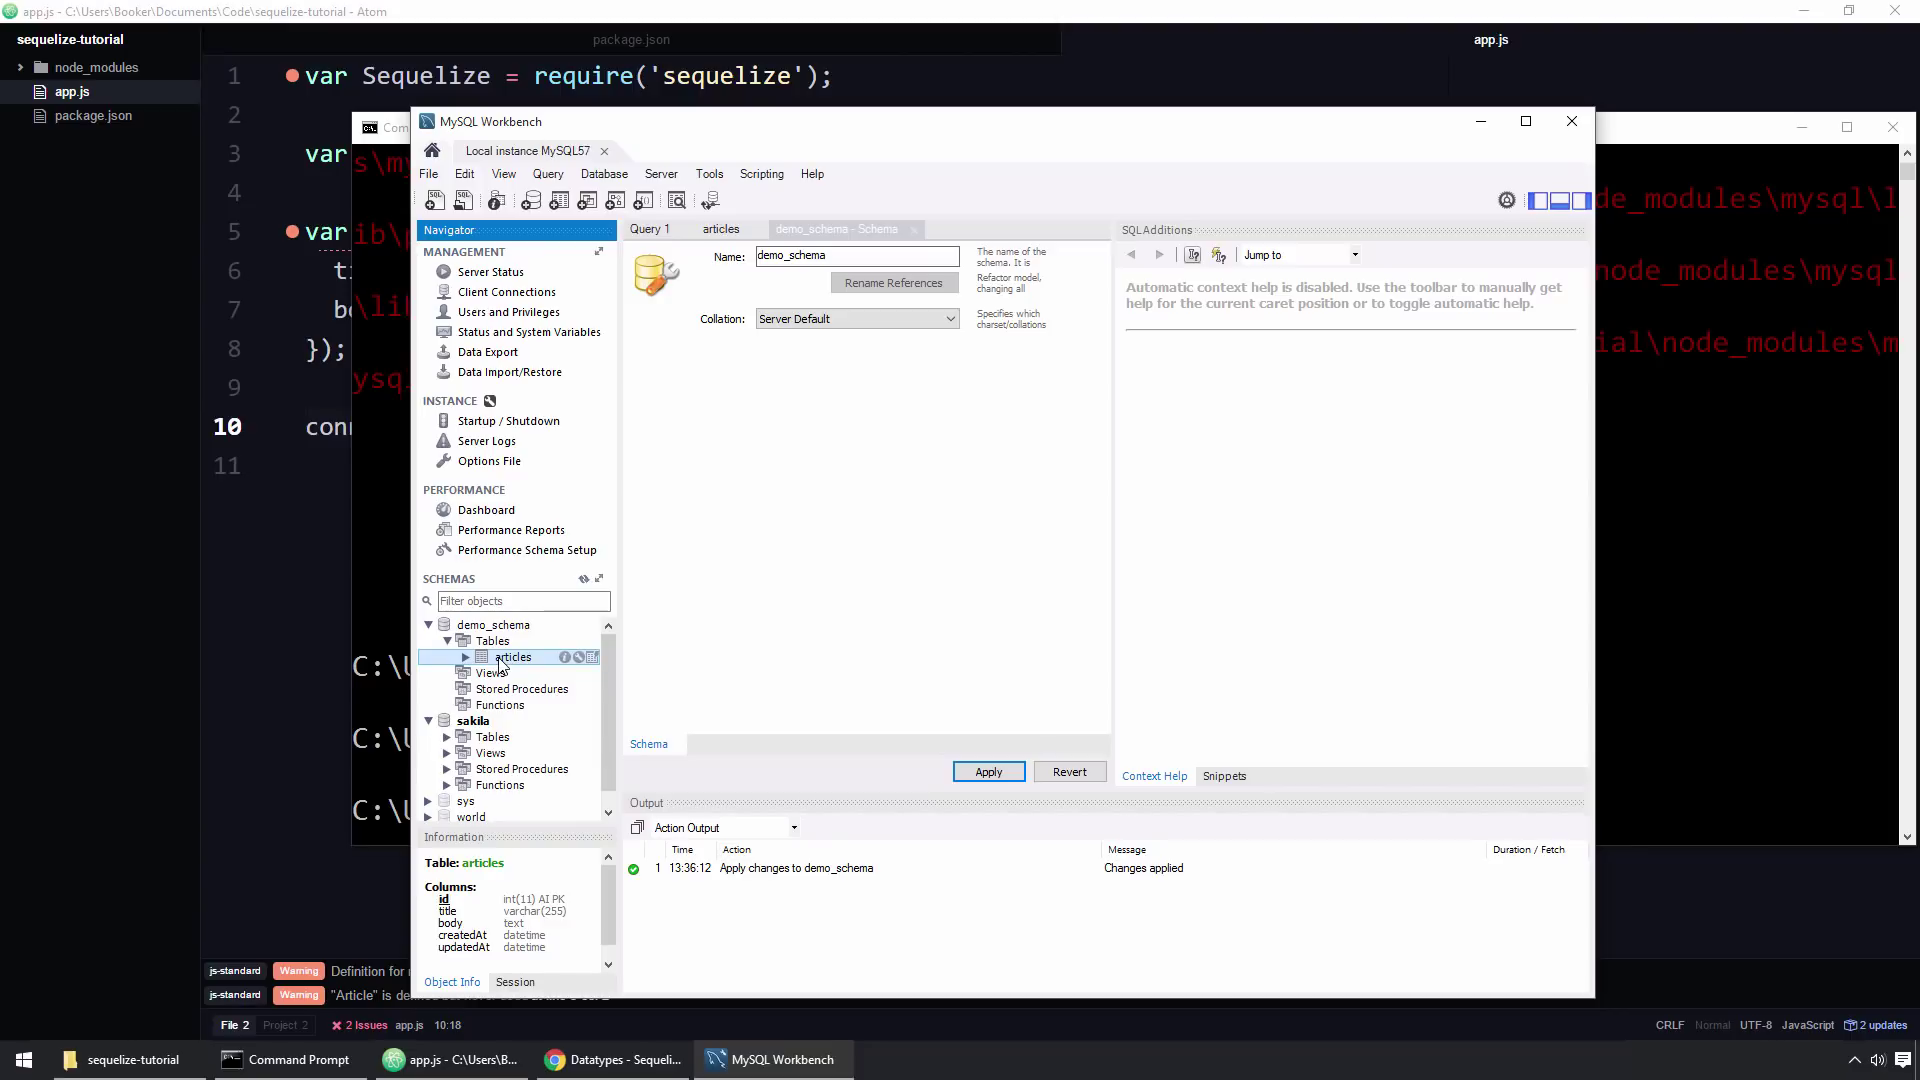 app.js - C:\Users\Booker\Documents\Code\sequelize-tutorial - Atom
sequelize-tutorial
node_modules
app.js
package.json
package.json
app.js
1 var Sequelize = require('sequelize');
2
3 var
4
5 var
6
7
8 });
9
10
11
s\my
ib\
\li
ysq
C:\U
C:\U
C:\U
de_modules\mysql\l
node_modules\mysql
ial\node_modules\m
MySQL Workbench
Local instance MySQL57
File Edit View Query Database Server Tools Scripting Help
Navigator
MANAGEMENT
Server Status
Client Connections
Users and Privileges
Status and System Variables
Data Export
Data Import/Restore
INSTANCE
Startup / Shutdown
Server Logs
Options File
PERFORMANCE
Dashboard
Performance Reports
Performance Schema Setup
SCHEMAS
Filter objects
demo_schema
Tables
articles
Views
Stored Procedures
Functions
sakila
Tables
Views
Stored Procedures
Functions
sys
world
Information
Table: articles
Columns:
id int(11) AI PK
title varchar(255)
body text
createdAt datetime
updatedAt datetime
Object Info Session
Query 1 articles demo_schema - Schema
Name: demo_schema
The name of the
schema. It is
Rename References
Refactor model,
changing all
Collation: Server Default
Specifies which
charset/collations
Schema
Apply Revert
SQLAdditions
Jump to
Automatic context help is disabled. Use the toolbar to manually get
help for the current caret position or to toggle automatic help.
Context Help Snippets
Output
Action Output
Time Action Message Duration / Fetch
1 13:36:12 Apply changes to demo_schema Changes applied
js-standard Warning Definition for
js-standard Warning "Article" is defined but never used
File 2 Project 2 2 Issues app.js 10:18
CRLF Normal UTF-8 JavaScript 2 updates
sequelize-tutorial
Command Prompt
app.js - C:\Users\B...
Datatypes - Sequeli...
MySQL Workbench